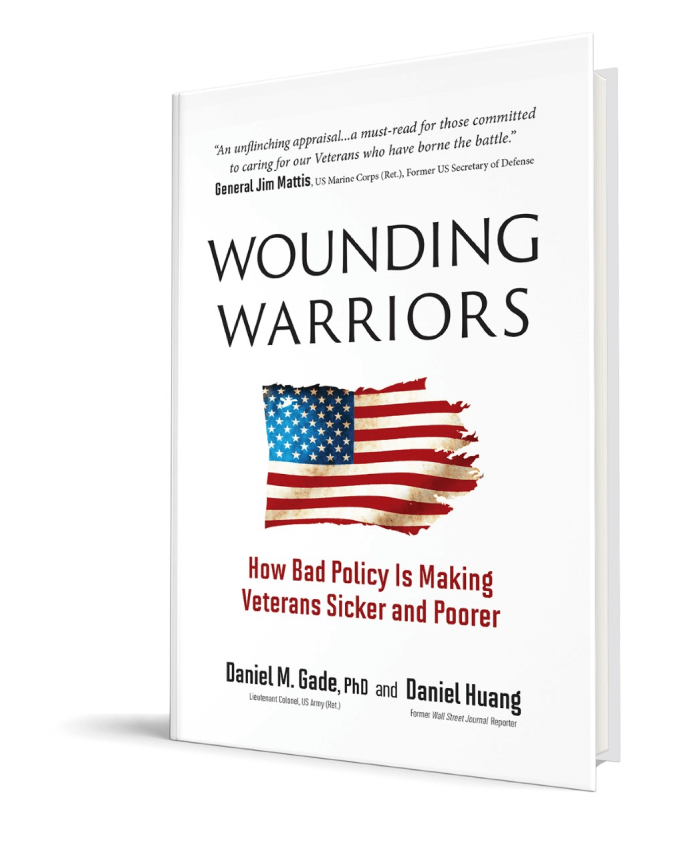 “An unflinching appraisal...a must-read for those committed
to caring for our Veterans who have borne the battle.”
General Jim Mattis, US Marine Corps (Ret.), Former US Secretary of Defense
WOUNDING
WARRIORS
How Bad Policy Is Making
Veterans Sicker and Poorer
Daniel M. Gade, PhD and Daniel Huang
Lieutenant Colonel, US Army (Ret.) Former Wall Street Journal Reporter